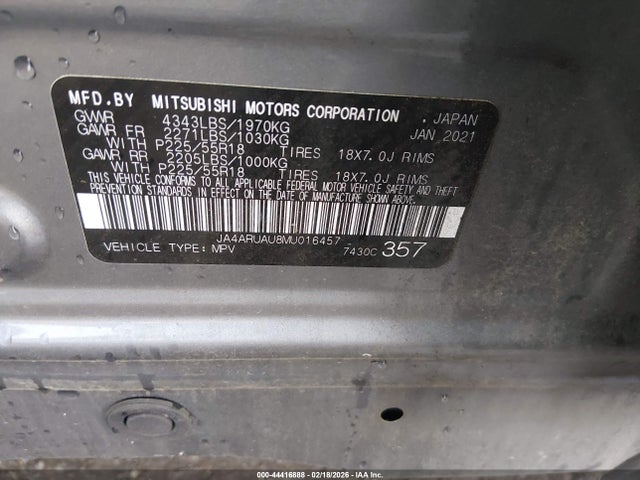 MFD.BY MITSUBISHI MOTORS CORPORATION . JAPAN
GVWR 4343LBS/1970KG JAN 2021
GAWR FR 2271LBS/1030KG
WITH P225/55R18 TIRES 18X7.0J RIMS
GAWR RR 2205LBS/1000KG
WITH P225/55R18 TIRES 18X7.0J RIMS
THIS VEHICLE CONFORMS TO ALL APPLICABLE FEDERAL MOTOR VEHICLE SAFETY AND THEFT
PREVENTION STANDARDS IN EFFECT ON THE DATE OF MANUFACTURE SHOWN ABOVE.
JA4ARUAU8MU016457
VEHICLE TYPE: MPV 7430C 357
000-44416888 - 02/18/2026 - IAA Inc.